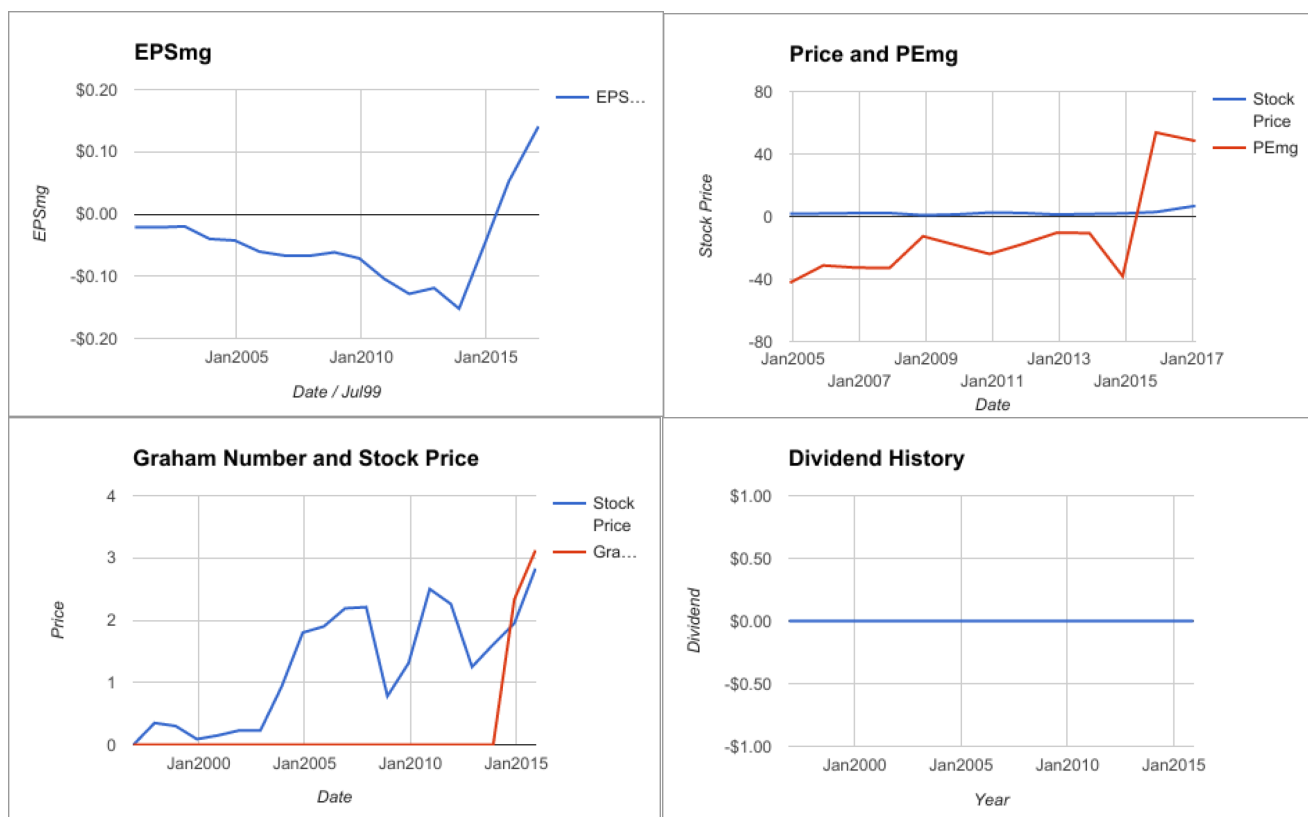 EPSmg
$0.20
$0.10
$0.00
-$0.10
-$0.20
EPSmg
Jan2005
Jan2010
Jan2015
Date / Jul99
EPS…
Price and PEmg
80
40
0
-40
-80
Stock Price
Jan2005
Jan2009
Jan2013
Jan2017
Jan2007
Jan2011
Jan2015
Date
Stock
Price
PEmg
Graham Number and Stock Price
4
3
2
1
0
Price
Jan2000
Jan2005
Jan2010
Jan2015
Date
Stock
Price
Gra…
Dividend History
$1.00
$0.50
$0.00
-$0.50
-$1.00
Dividend
Jan2000
Jan2005
Jan2010
Jan2015
Year